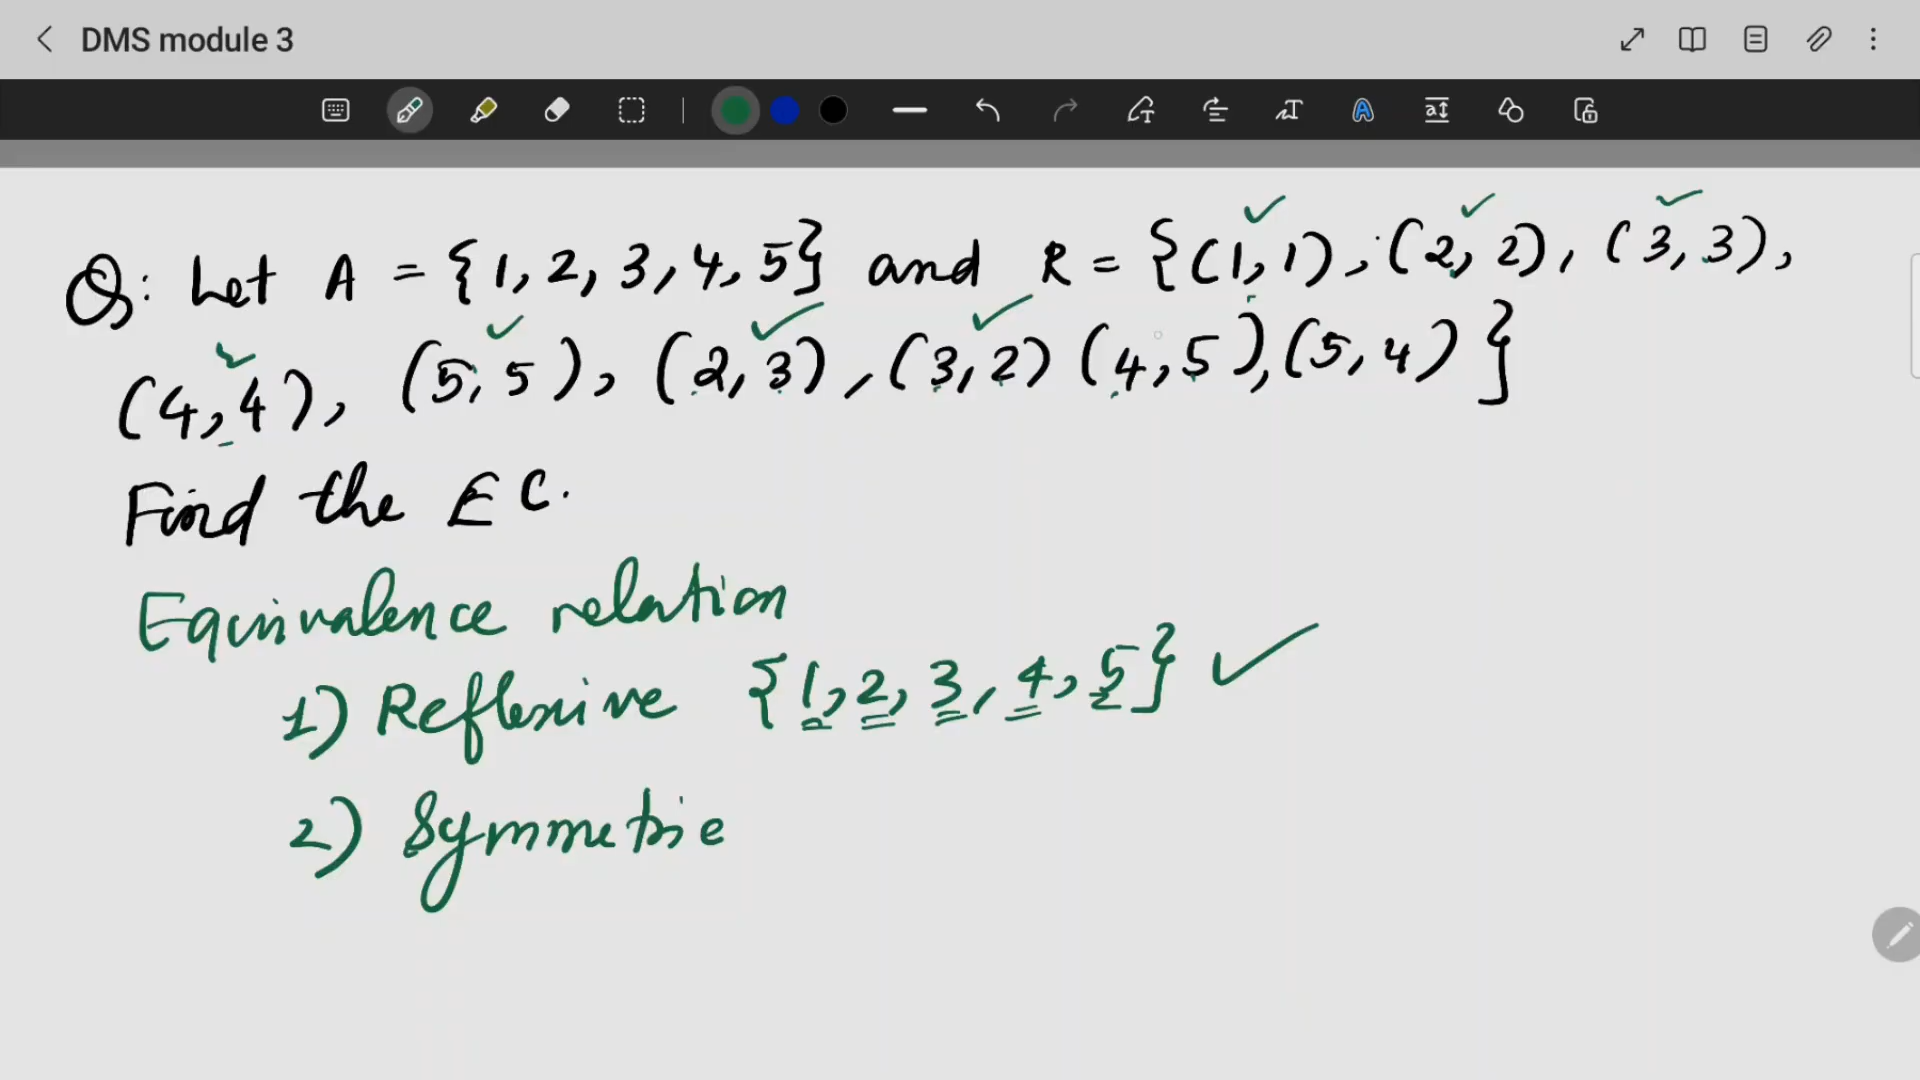 DMS module 3
Q: Let A = {1, 2, 3, 4, 5} and R = {(1, 1), (2, 2), (3, 3),
(4, 4), (5, 5), (2, 3), (3, 2) (4, 5), (5, 4)}
Find the EC.
Equivalence relation
1) Reflexive {1, 2, 3, 4, 5} ✓
2) Symmetric